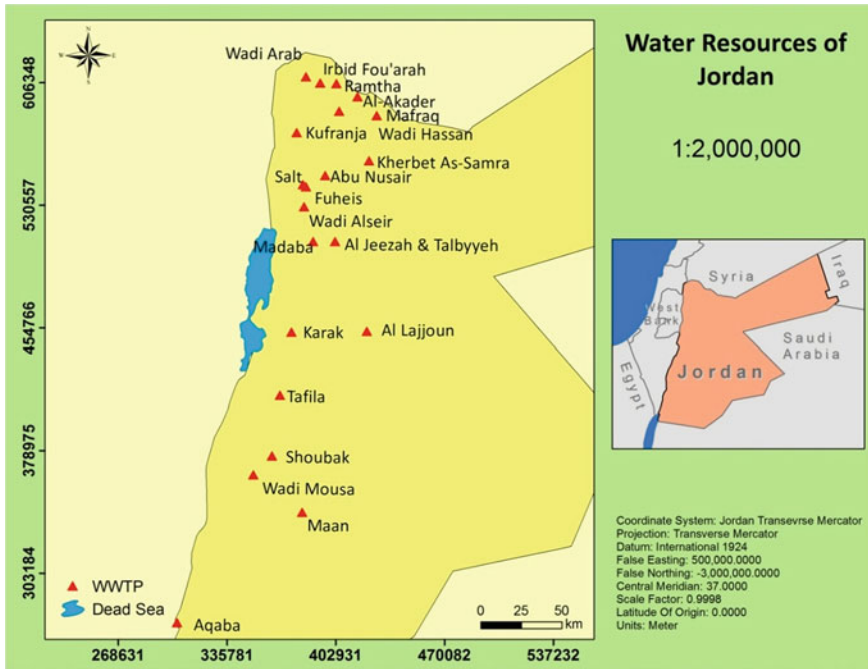 Water Resources of
Jordan
1:2,000,000
N
Wadi Arab
Irbid Fou'arah
Ramtha
Al-Akader
Mafraq
Wadi Hassan
Kufranja
Kherbet As-Samra
Salt
Abu Nusair
Fuheis
Wadi Alseir
Madaba
Al Jeezah & Talbyyeh
Karak
Al Lajjoun
Tafila
Shoubak
Wadi Mousa
Maan
Aqaba
WWTP
Dead Sea
0 25 50
km
606348
530557
454766
378975
303184
268631 335781 402931 470082 537232
Syria
Iraq
West
Bank
Saudi
Arabia
Jordan
Egypt
Coordinate System: Jordan Transevrse Mercator
Projection: Transverse Mercator
Datum: International 1924
False Easting: 500,000.0000
False Northing: -3,000,000.0000
Central Meridian: 37.0000
Scale Factor: 0.9998
Latitude Of Origin: 0.0000
Units: Meter